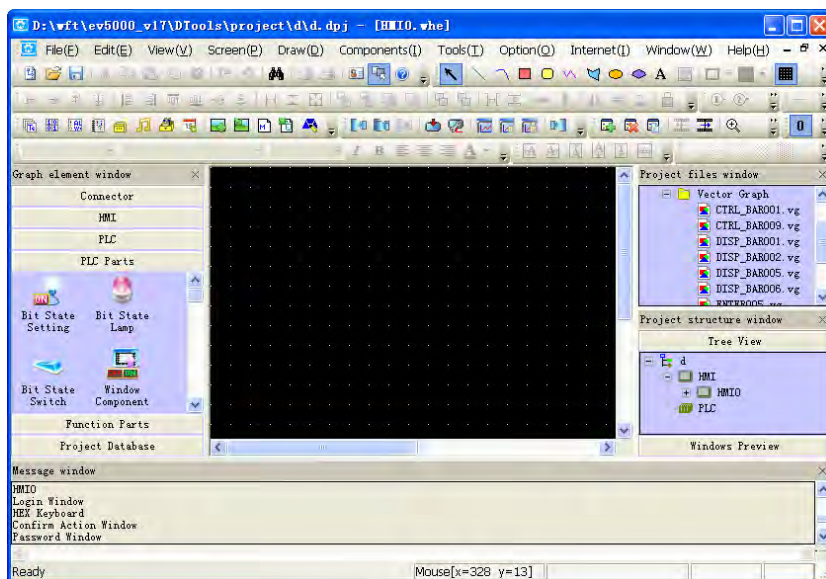 D:\wft\ev5000_v17\DTools\project\d\d.dpj - [HMI0.whe]
File(F) Edit(E) View(V) Screen(P) Draw(D) Components(I) Tools(T) Option(O) Internet(I) Window(W) Help(H)
Graph element window
Connector
HMI
PLC
PLC Parts
Bit State Setting
Bit State Lamp
Bit State Switch
Window Component
Function Parts
Project Database
Project files window
Vector Graph
CTRL_BAR001.vg
CTRL_BAR009.vg
DISP_BAR001.vg
DISP_BAR002.vg
DISP_BAR005.vg
DISP_BAR006.vg
ENTER005.vg
Project structure window
Tree View
d
HMI
HMI0
PLC
Windows Preview
Message window
HMI0
Login Window
HEX Keyboard
Confirm Action Window
Password Window
Ready
Mouse[x=328 y=13]